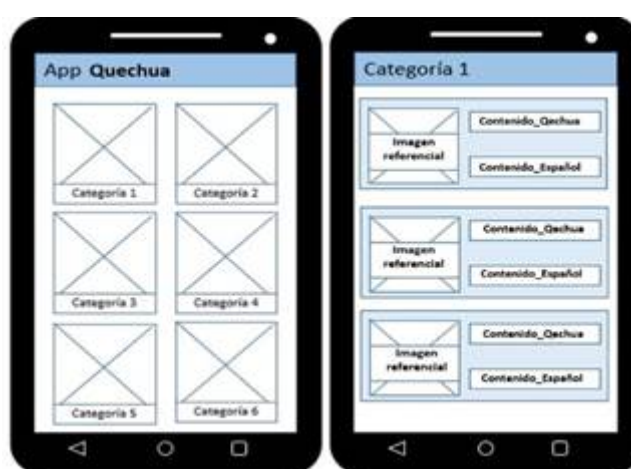 App Quechua
Categoría 1
Categoría 2
Categoría 3
Categoría 4
Categoría 5
Categoría 6
Categoría 1
Imagen
referencial
Contenido_Qechua
Contenido_Español
Imagen
referencial
Contenido_Qechua
Contenido_Español
Imagen
referencial
Contenido_Qechua
Contenido_Español